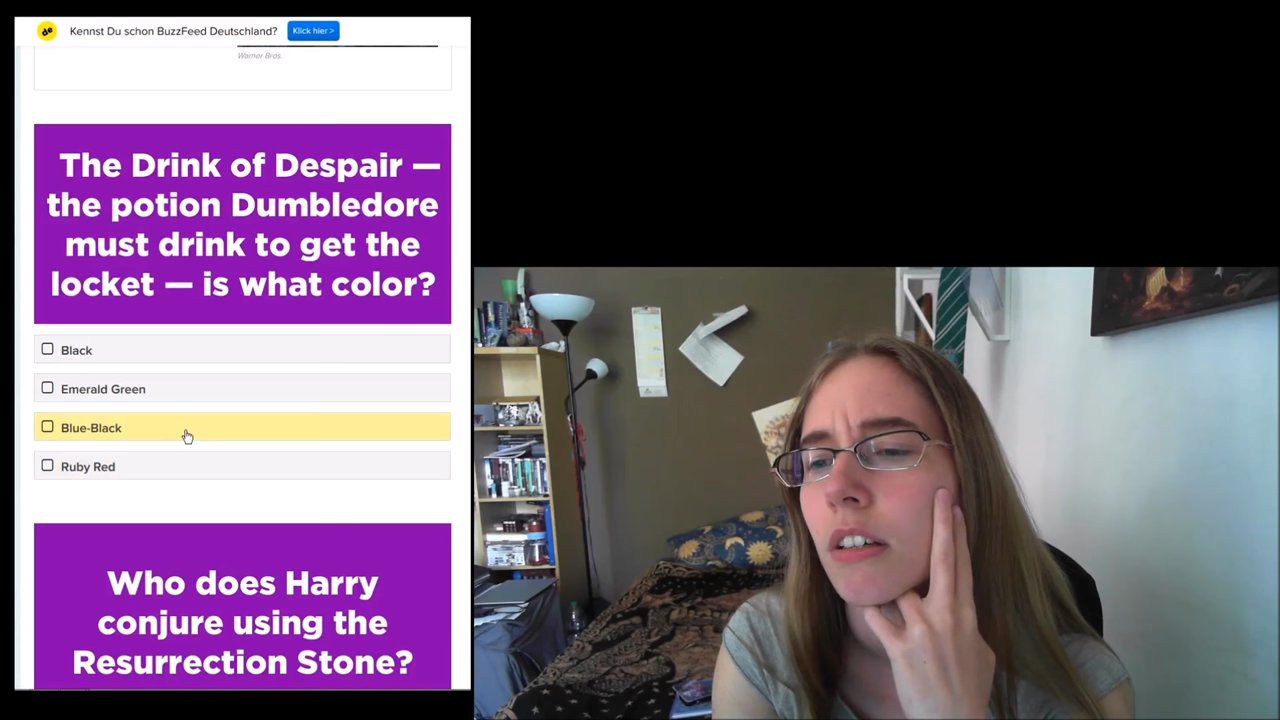 de
Kennst Du schon BuzzFeed Deutschland?
Klick hier >
Warner Bros.
The Drink of Despair —
the potion Dumbledore
must drink to get the
locket — is what color?
Black
Emerald Green
Blue-Black
Ruby Red
Who does Harry
conjure using the
Resurrection Stone?